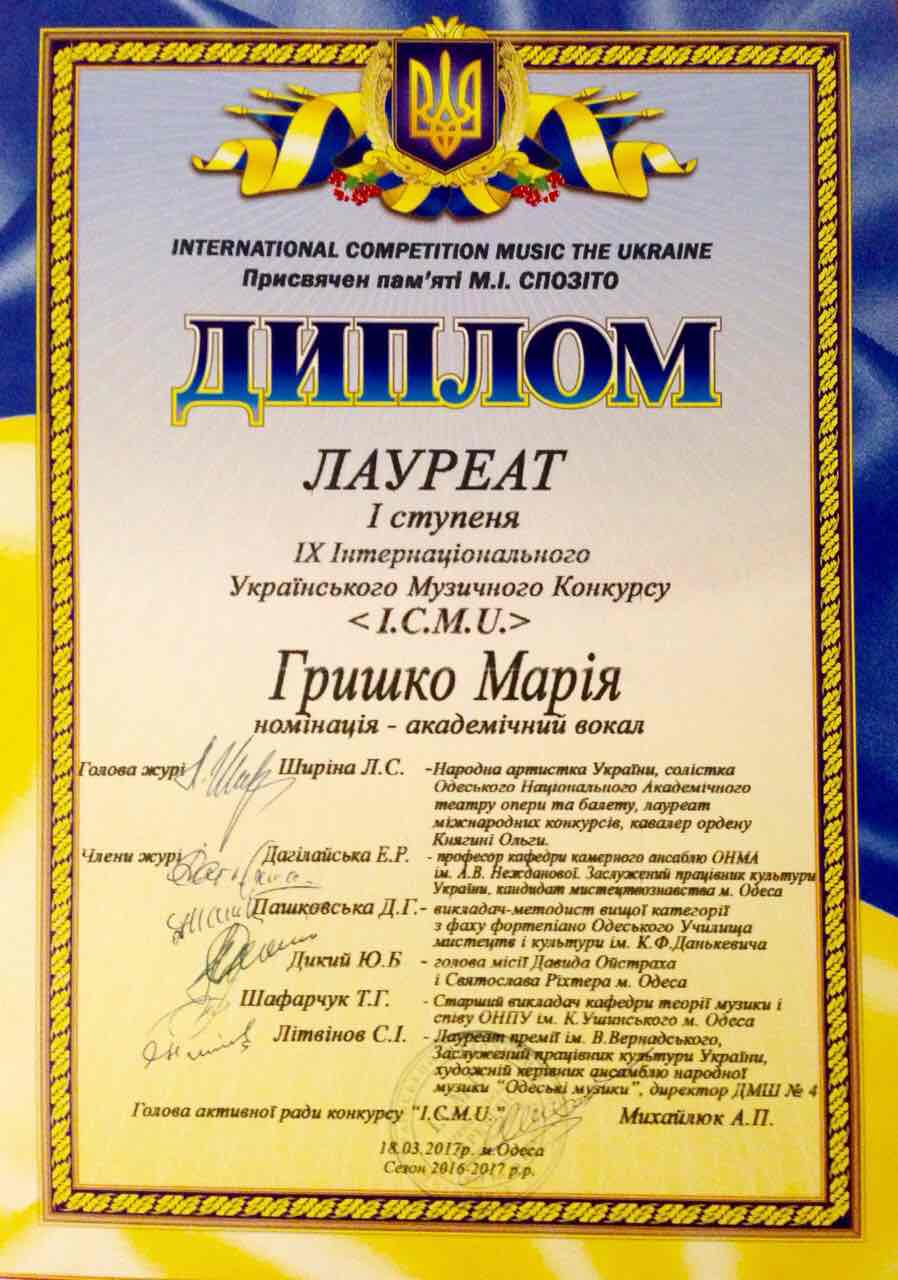 INTERNATIONAL COMPETITION MUSIC THE UKRAINE
Присвячен пам’яті М.І. СПОЗІТО
ДИПЛОМ
ЛАУРЕАТ
I ступеня
IX Інтернаціонального
Українського Музичного Конкурсу
<I.C.M.U.>
Гришко Марія
номінація - академічний вокал
Голова журі Ширіна Л.С. -Народна артистка України, солістка
Одеського Національного Академічного
театру опери та балету, лауреат
міжнародних конкурсів, кавалер ордену
Княгині Ольги.
Члени журі Дагілайська Е.Р. - професор кафедри камерного ансаблю ОНМА
ім. А.В. Нежданової. Заслужений працівник культури
України, кандидат мистецтвознавства м. Одеса
Пашковська Д.Г.- викладач-методист вищої категорії
з фаху фортепіано Одеського Училища
мистецтв і культури ім. К.Ф.Данькевича
Дикий Ю.Б - голова місії Давида Ойстраха
і Святослава Ріхтера м. Одеса
Шафарчук Т.Г. - Старший викладач кафедри теорії музики і
співу ОНПУ ім. К.Ушинського м. Одеса
Літвінов С.І. - Лауреат премії ім. В.Вернадського,
Заслужений працівник культури України,
художній керівник ансамблю народної
музики "Одеські музики", директор ДМШ № 4
Голова активної ради конкурсу "I.C.M.U." Михайлюк А.П.
18.03.2017р. м.Одеса
Сезон 2016-2017 р.р.